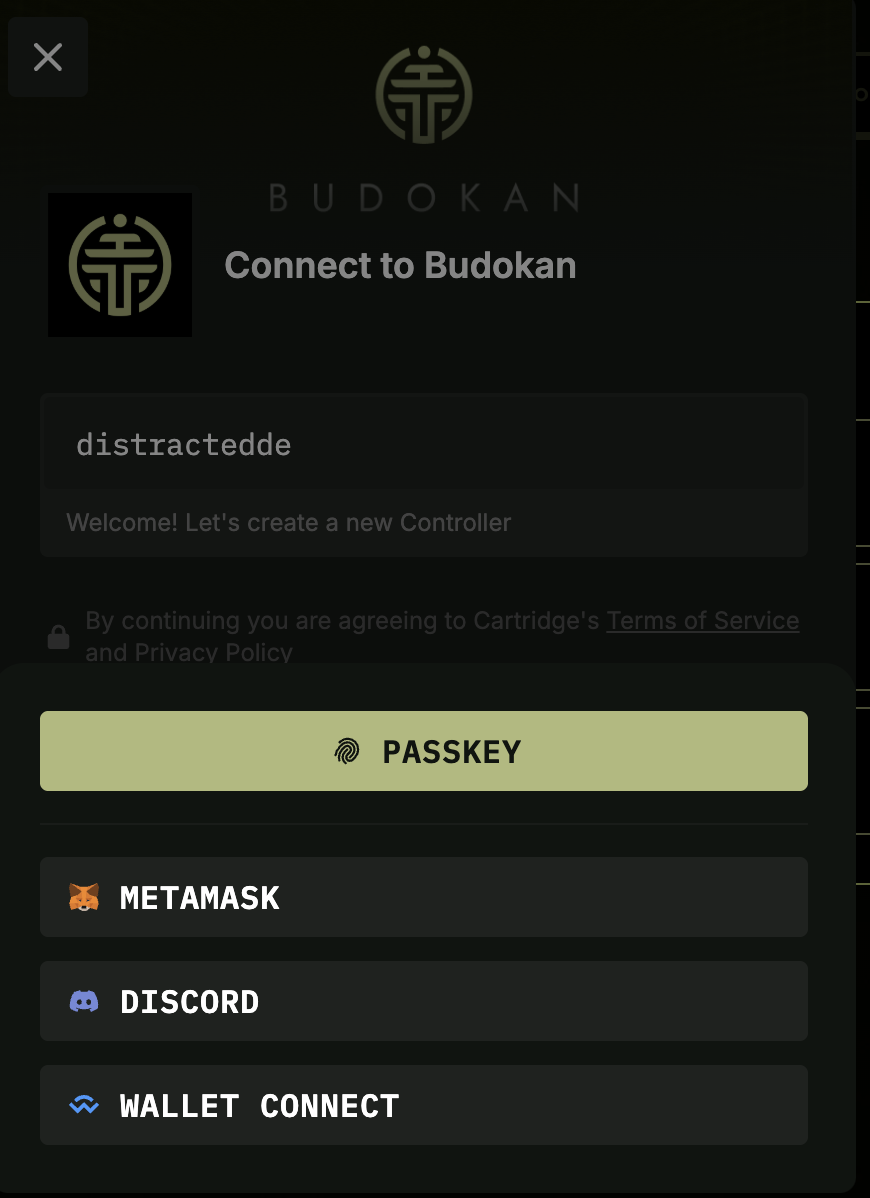 BUDOKAN
Connect to Budokan
distractedde
Welcome! Let's create a new Controller
By continuing you are agreeing to Cartridge's Terms of Service
and Privacy Policy
PASSKEY
METAMASK
DISCORD
WALLET CONNECT